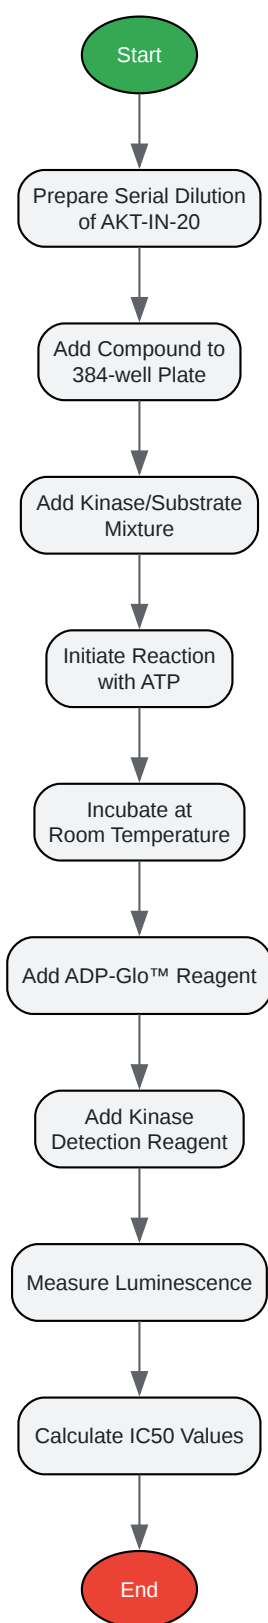 Start
Prepare Serial Dilution
of AKT-IN-20
Add Compound to
384-well Plate
Add Kinase/Substrate
Mixture
Initiate Reaction
with ATP
Incubate at
Room Temperature
Add ADP-Glo™ Reagent
Add Kinase
Detection Reagent
Measure Luminescence
Calculate IC50 Values
End